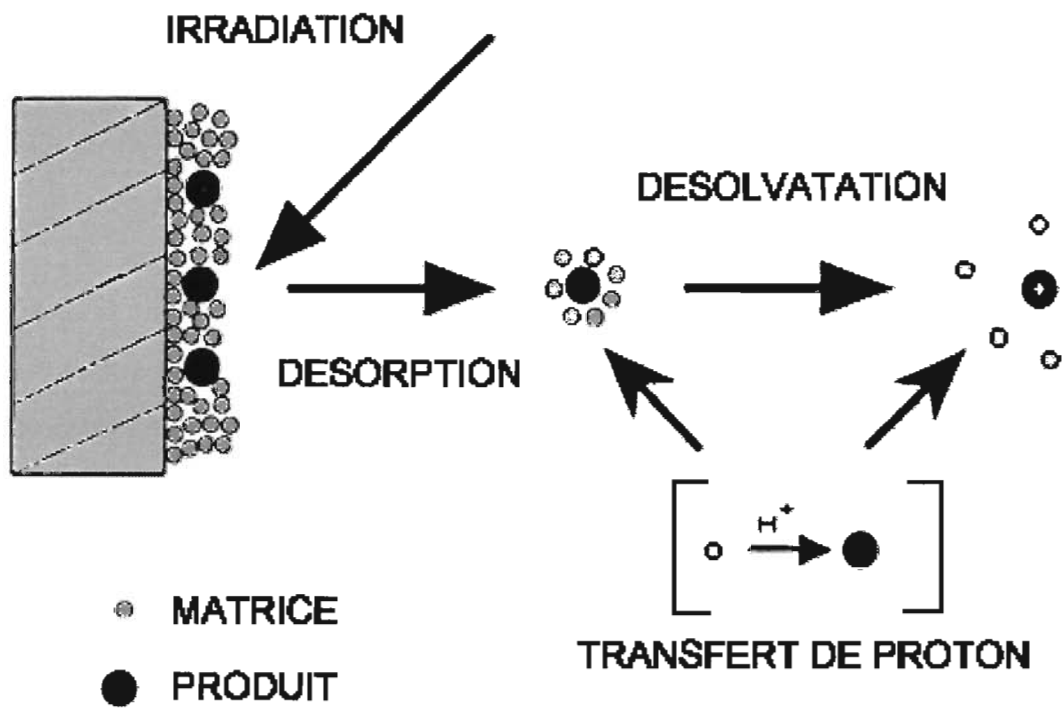 IRRADIATION
DESOLVATATION
DESORPTION
H+
+
MATRICE
TRANSFERT DE PROTON
PRODUIT